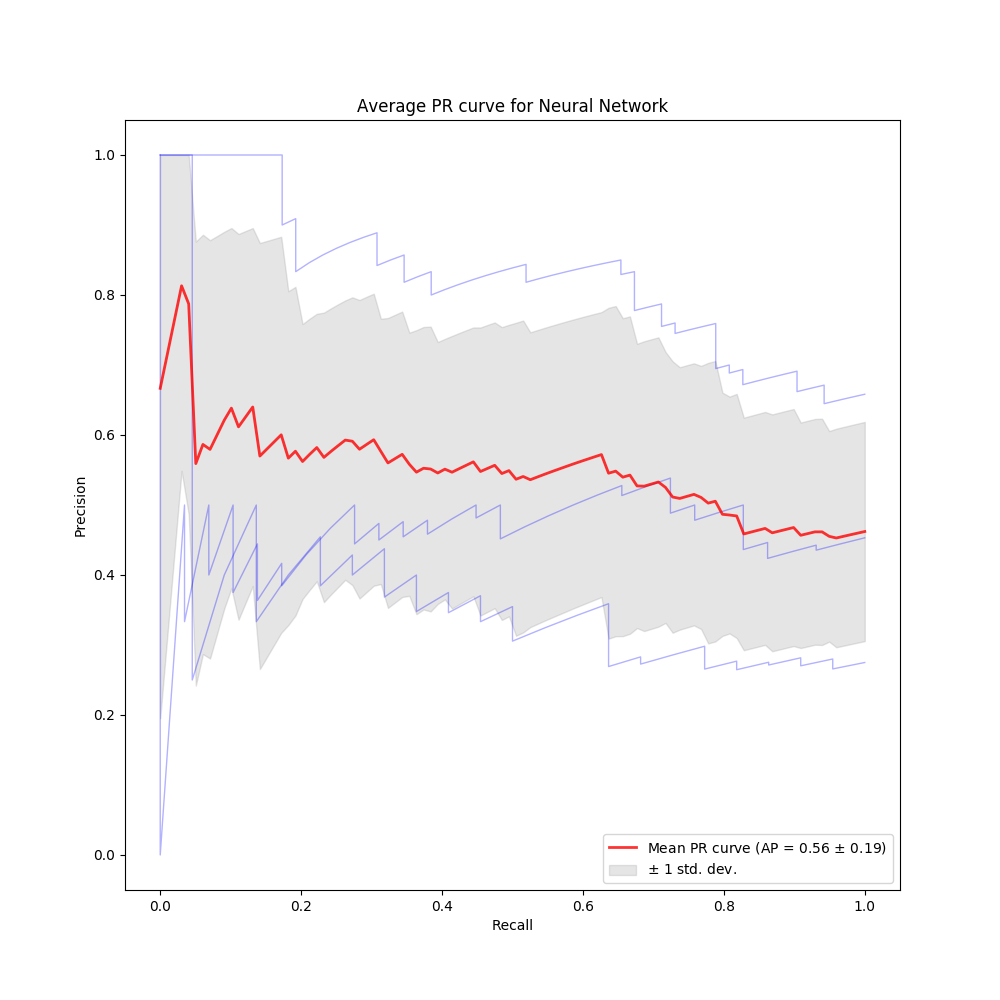 Average PR curve for Neural Network
1.0
0.8
0.6
0.4
0.2
0.0
Precision
0.0 0.2 0.4 0.6 0.8 1.0
Recall
Mean PR curve (AP = 0.56 ± 0.19)
± 1 std. dev.